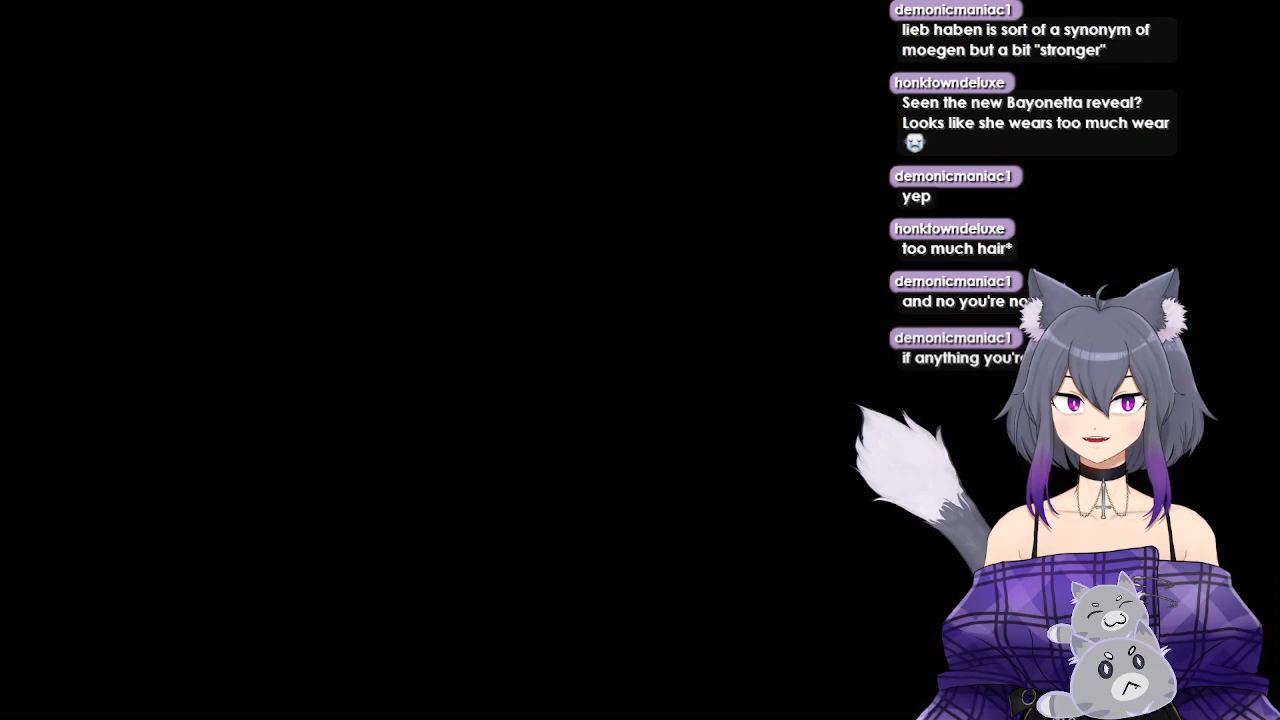 demonicmaniac1
lieb haben is sort of a synonym of
moegen but a bit "stronger"
honktowndeluxe
Seen the new Bayonetta reveal?
Looks like she wears too much wear
demonicmaniac1
yep
honktowndeluxe
too much hair*
demonicmaniac1
and no you're
demonicmaniac1
if anything